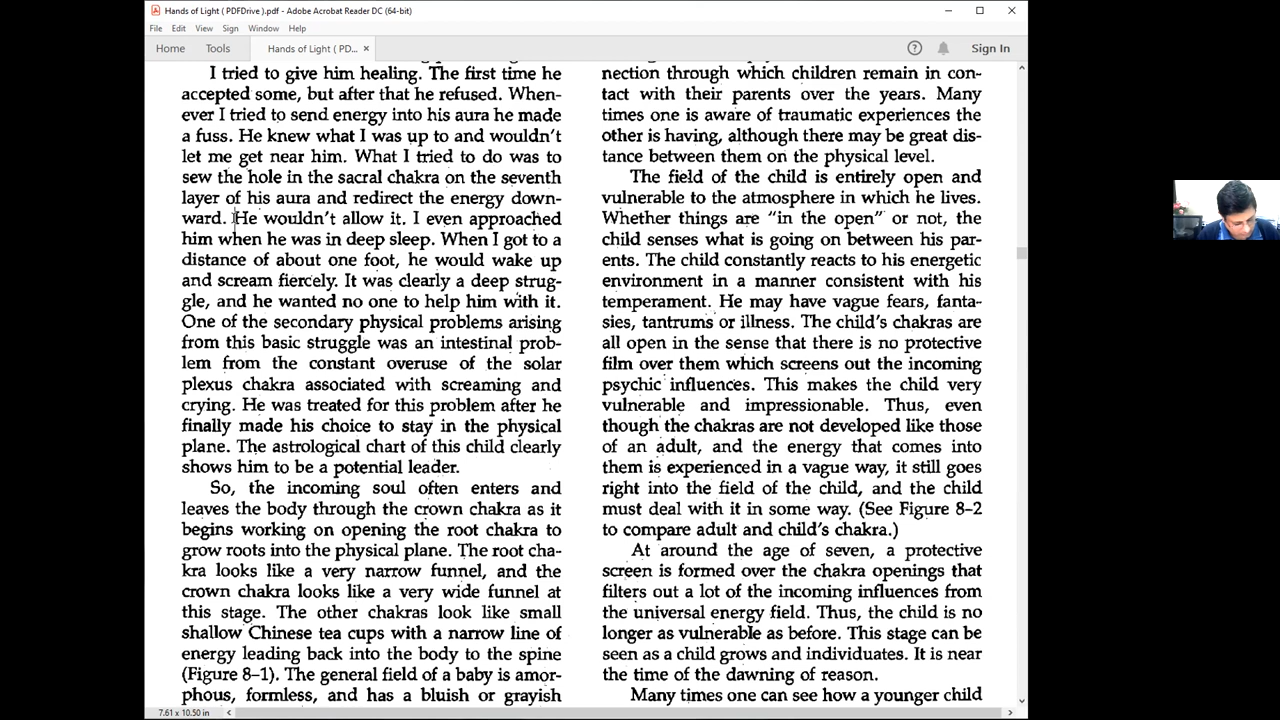 Hands of Light ( PDFDrive ).pdf - Adobe Acrobat Reader DC (64-bit)
File Edit View Sign Window Help
Home Tools Hands of Light ( PD... × Sign In
I tried to give him healing. The first time he
accepted some, but after that he refused. When-
ever I tried to send energy into his aura he made
a fuss. He knew what I was up to and wouldn't
let me get near him. What I tried to do was to
sew the hole in the sacral chakra on the seventh
layer of his aura and redirect the energy down-
ward. He wouldn't allow it. I even approached
him when he was in deep sleep. When I got to a
distance of about one foot, he would wake up
and scream fiercely. It was clearly a deep strug-
gle, and he wanted no one to help him with it.
One of the secondary physical problems arising
from this basic struggle was an intestinal prob-
lem from the constant overuse of the solar
plexus chakra associated with screaming and
crying. He was treated for this problem after he
finally made his choice to stay in the physical
plane. The astrological chart of this child clearly
shows him to be a potential leader.
So, the incoming soul often enters and
leaves the body through the crown chakra as it
begins working on opening the root chakra to
grow roots into the physical plane. The root cha-
kra looks like a very narrow funnel, and the
crown chakra looks like a very wide funnel at
this stage. The other chakras look like small
shallow Chinese tea cups with a narrow line of
energy leading back into the body to the spine
(Figure 8–1). The general field of a baby is amor-
phous, formless, and has a bluish or grayish
nection through which children remain in con-
tact with their parents over the years. Many
times one is aware of traumatic experiences the
other is having, although there may be great dis-
tance between them on the physical level.
The field of the child is entirely open and
vulnerable to the atmosphere in which he lives.
Whether things are "in the open" or not, the
child senses what is going on between his par-
ents. The child constantly reacts to his energetic
environment in a manner consistent with his
temperament. He may have vague fears, fanta-
sies, tantrums or illness. The child's chakras are
all open in the sense that there is no protective
film over them which screens out the incoming
psychic influences. This makes the child very
vulnerable and impressionable. Thus, even
though the chakras are not developed like those
of an adult, and the energy that comes into
them is experienced in a vague way, it still goes
right into the field of the child, and the child
must deal with it in some way. (See Figure 8–2
to compare adult and child's chakra.)
At around the age of seven, a protective
screen is formed over the chakra openings that
filters out a lot of the incoming influences from
the universal energy field. Thus, the child is no
longer as vulnerable as before. This stage can be
seen as a child grows and individuates. It is near
the time of the dawning of reason.
Many times one can see how a younger child
7.61 x 10.50 in